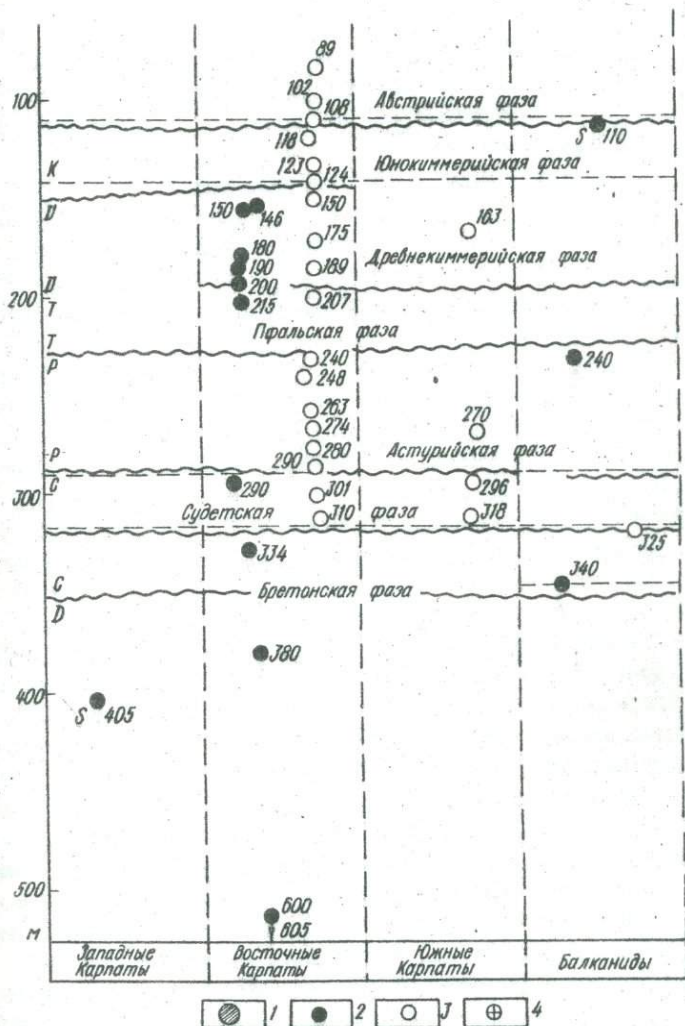 89
100
102
108
Австрийская фаза
118
S 110
К
123
124
Юнокиммерийская фаза
D
150
146
150
163
175
180
190
189
Древнекиммерийская фаза
D
200
200
T
215
207
Пфальская фаза
T
P
240
248
240
263
274
270
P
280
290
Астурийская фаза
C
290
300
301
296
Судетская фаза
310
318
325
334
340
C
Бретонская фаза
D
380
400
S 405
500
600
605
м
Западные Карпаты
Восточные Карпаты
Южные Карпаты
Балканиды
1 2 3 4